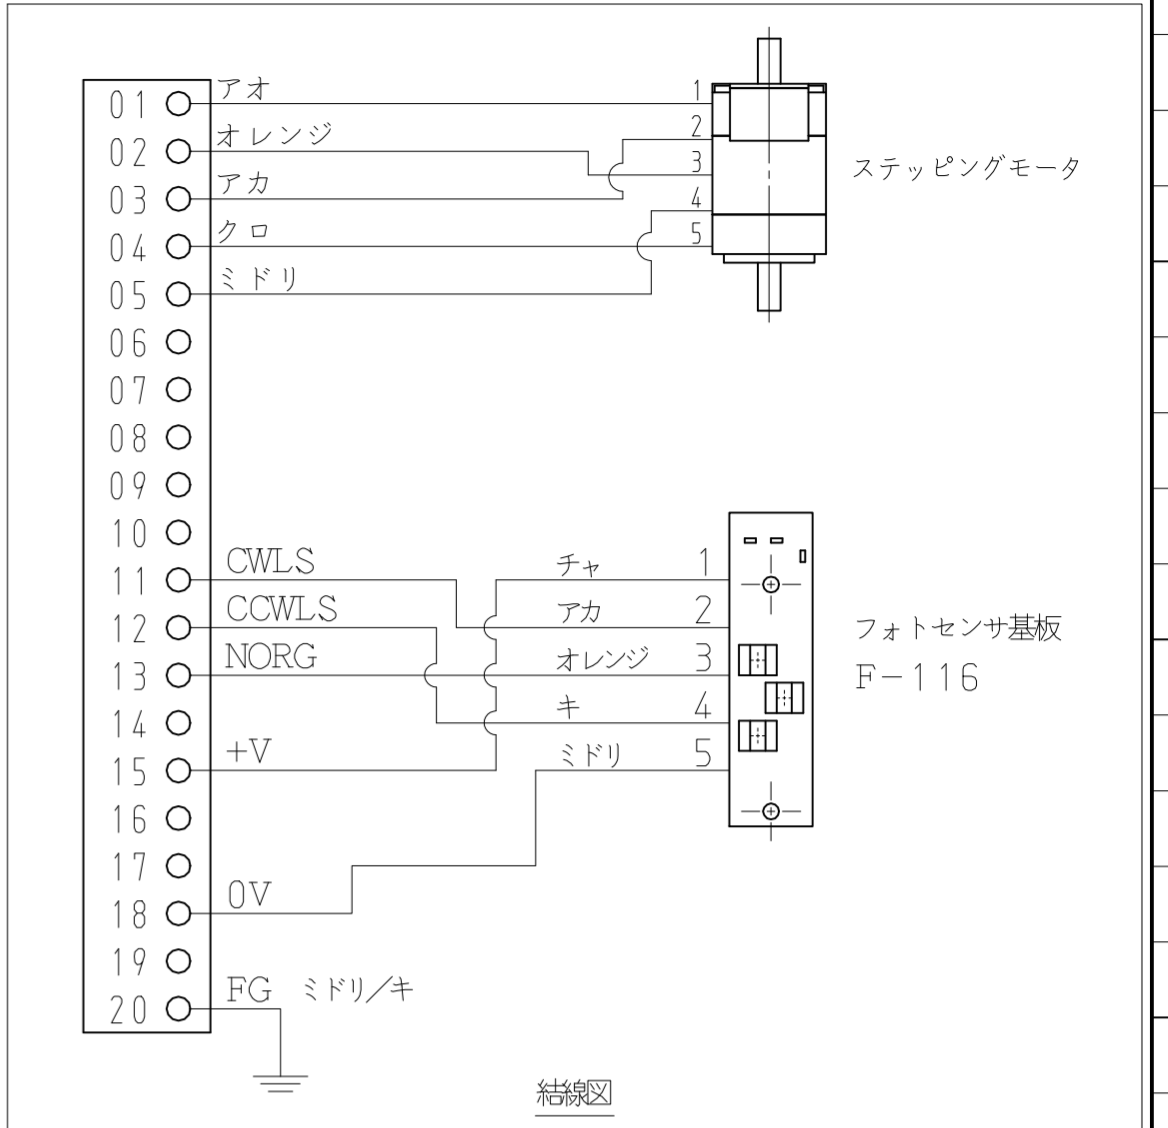 01 アオ 1
02 オレンジ 2
3 ステッピングモータ
03 アカ 4
04 クロ 5
05 ミドリ
06
07
08
09
10
11 CWLS チャ 1
12 CCWLS アカ 2 フォトセンサ基板
13 NORG オレンジ 3 F-116
14 キ 4
15 +V ミドリ 5
16
17
18 0V
19
20 FG ミドリ/キ
結線図